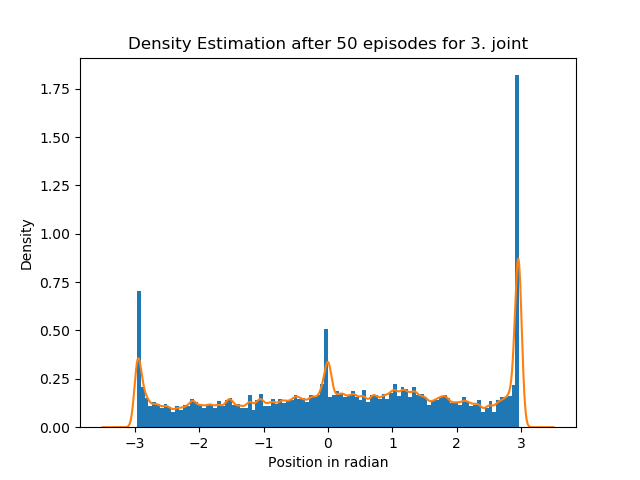 Density Estimation after 50 episodes for 3. joint
1.75
1.50
1.25
1.00
0.75
0.50
0.25
0.00
Density
−3 −2 −1 0 1 2 3
Position in radian